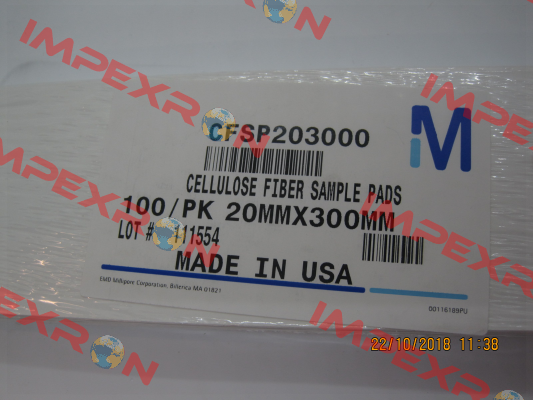 IMPEXRON
CFSP203000
M
CELLULOSE FIBER SAMPLE PADS
100/PK 20MMX300MM
LOT # 111554
MADE IN USA
EMD Millipore Corporation, Billerica MA 01821
00116189PU
22/10/2018 11:38
IMPEXRON
IMPEXRON
IMPEXRON
IMPEXRON